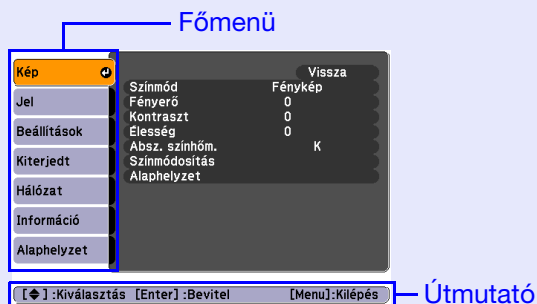 Főmenü
Kép
Jel
Beállítások
Kiterjedt
Hálózat
Információ
Alaphelyzet
Vissza
Színmód Fénykép
Fényerő 0
Kontraszt 0
Élesség 0
Absz. színhőm. K
Színmódosítás
Alaphelyzet
[◆] :Kiválasztás [Enter] :Bevitel [Menu]:Kilépés
Útmutató